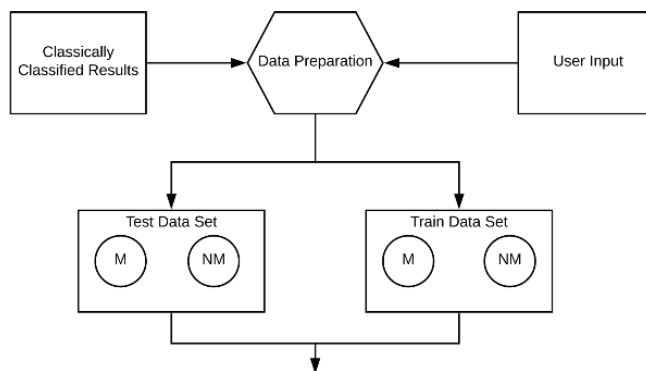 Classically
Classified Results
Data Preparation
User Input
Test Data Set
M
NM
Train Data Set
M
NM